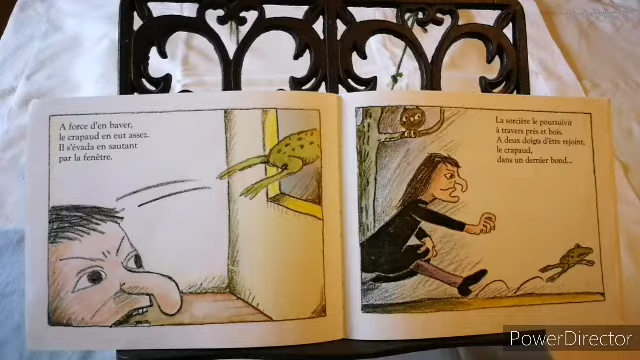 A force d'en baver,
le crapaud en eut assez.
Il s'évada en sautant
par la fenêtre.
La sorcière le poursuivit
à travers prés et bois.
A deux doigts d'être rejoint,
le crapaud,
dans un dernier bond...
PowerDirector